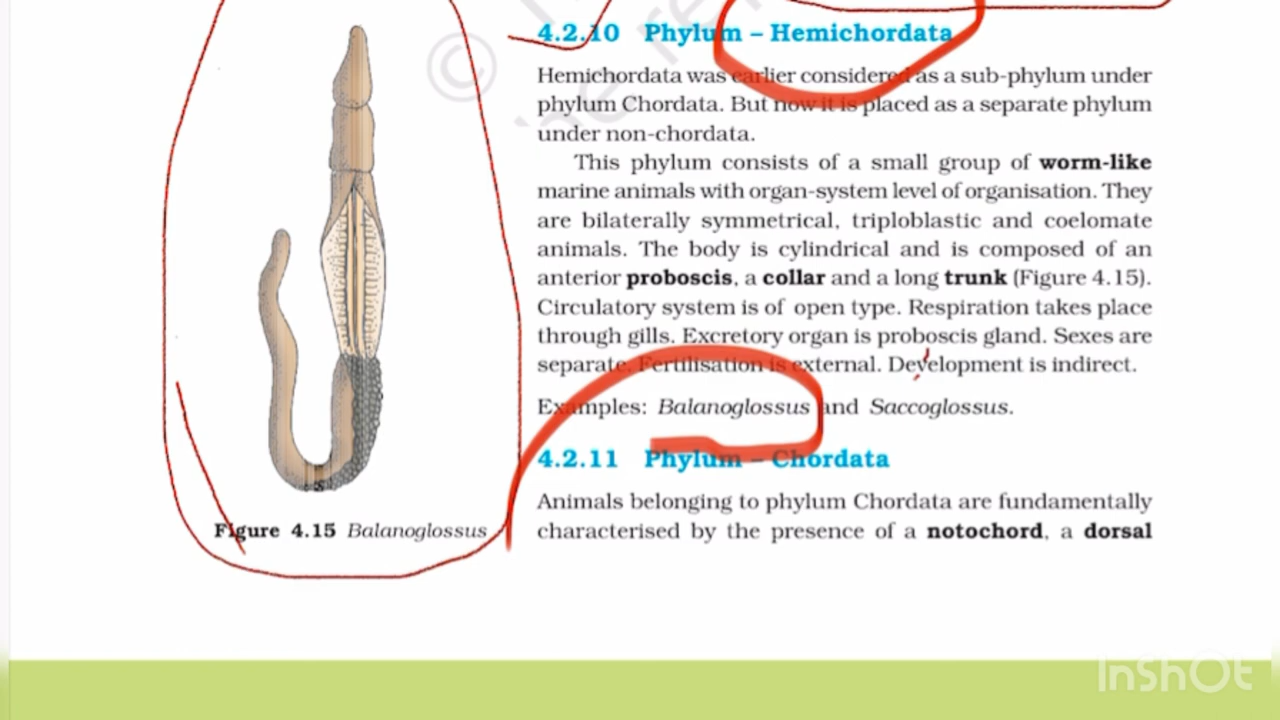 4.2.10 Phylum – Hemichordata
Hemichordata was earlier considered as a sub-phylum under
phylum Chordata. But now it is placed as a separate phylum
under non-chordata.
This phylum consists of a small group of worm-like
marine animals with organ-system level of organisation. They
are bilaterally symmetrical, triploblastic and coelomate
animals. The body is cylindrical and is composed of an
anterior proboscis, a collar and a long trunk (Figure 4.15).
Circulatory system is of open type. Respiration takes place
through gills. Excretory organ is proboscis gland. Sexes are
separate. Fertilisation is external. Development is indirect.
Examples: Balanoglossus and Saccoglossus.
4.2.11 Phylum – Chordata
Animals belonging to phylum Chordata are fundamentally
characterised by the presence of a notochord, a dorsal
Figure 4.15 Balanoglossus
©
InShOt